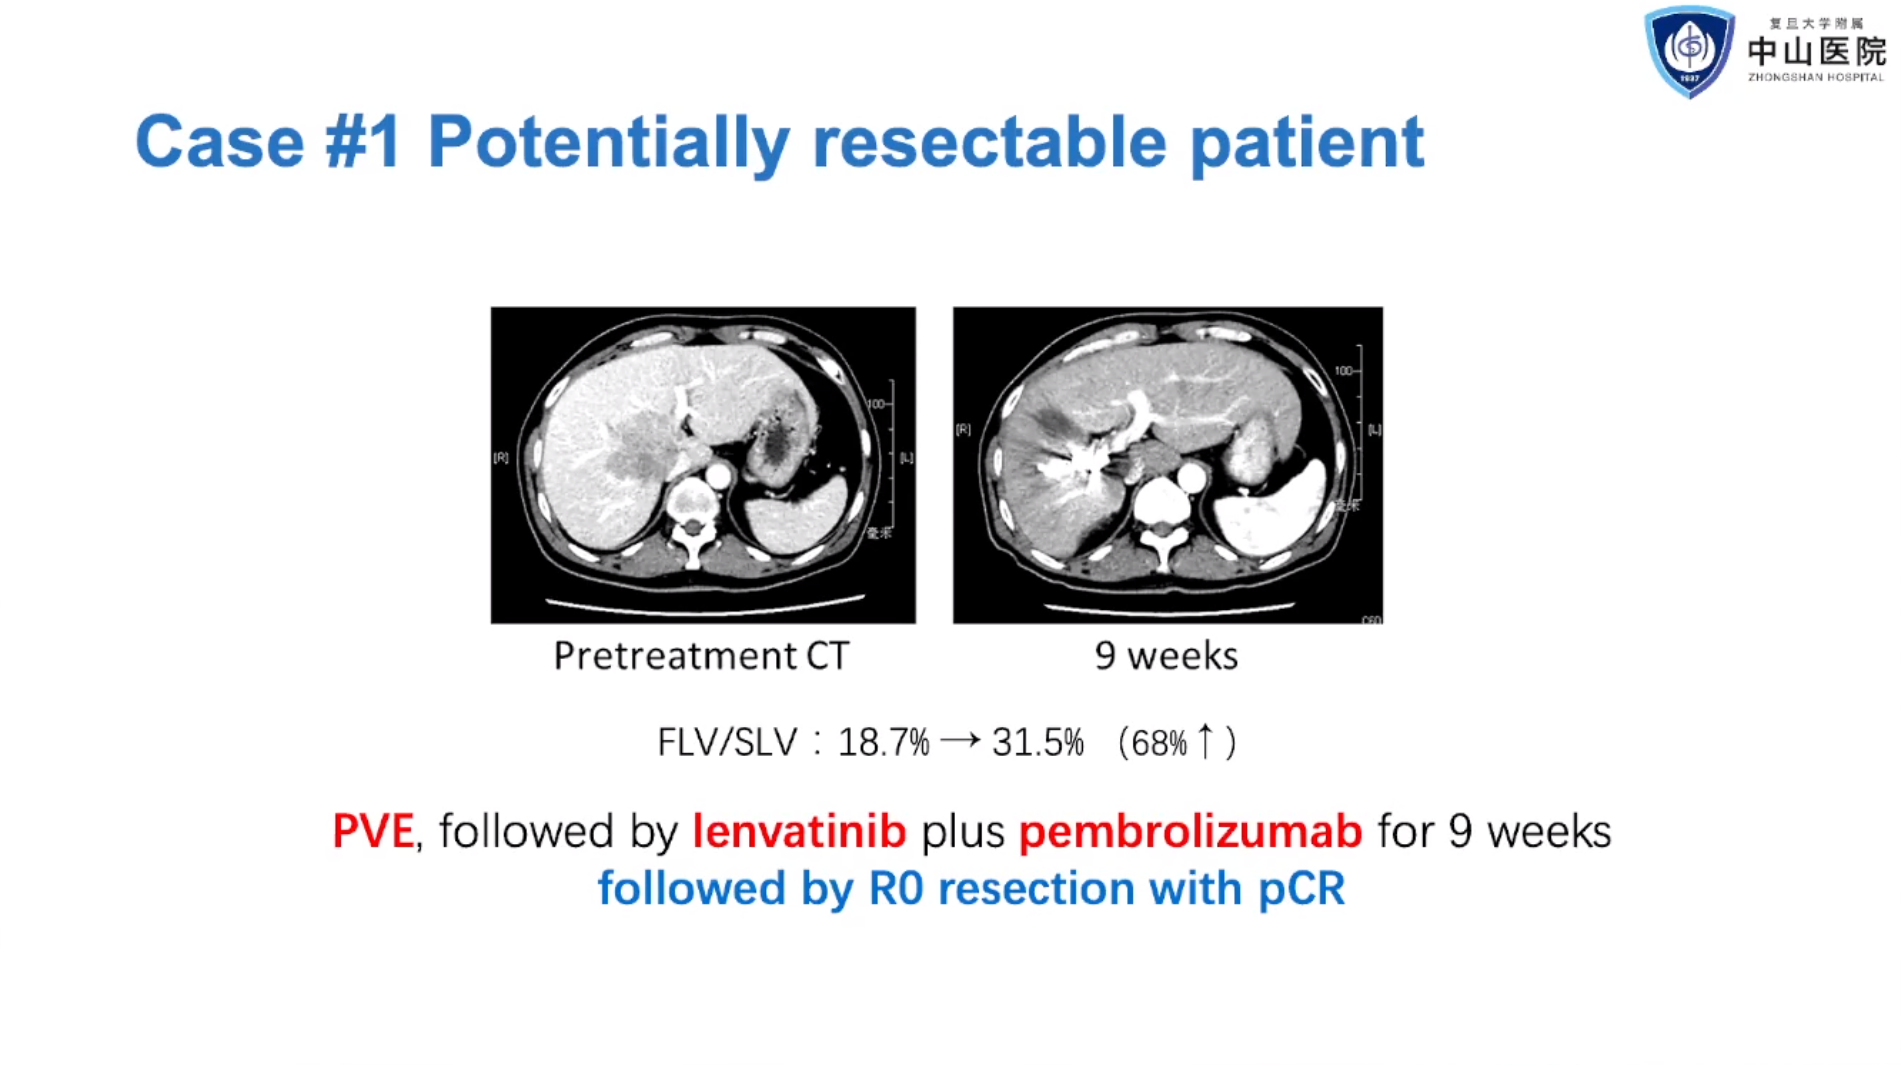 复旦大学附属
中山医院
ZHONGSHAN HOSPITAL
1937
Case #1 Potentially resectable patient
[R]
100
[L]
毫米
[R]
100
[L]
毫米
C60
Pretreatment CT
9 weeks
FLV/SLV：18.7%→31.5%（68%↑）
PVE, followed by lenvatinib plus pembrolizumab for 9 weeks
followed by R0 resection with pCR